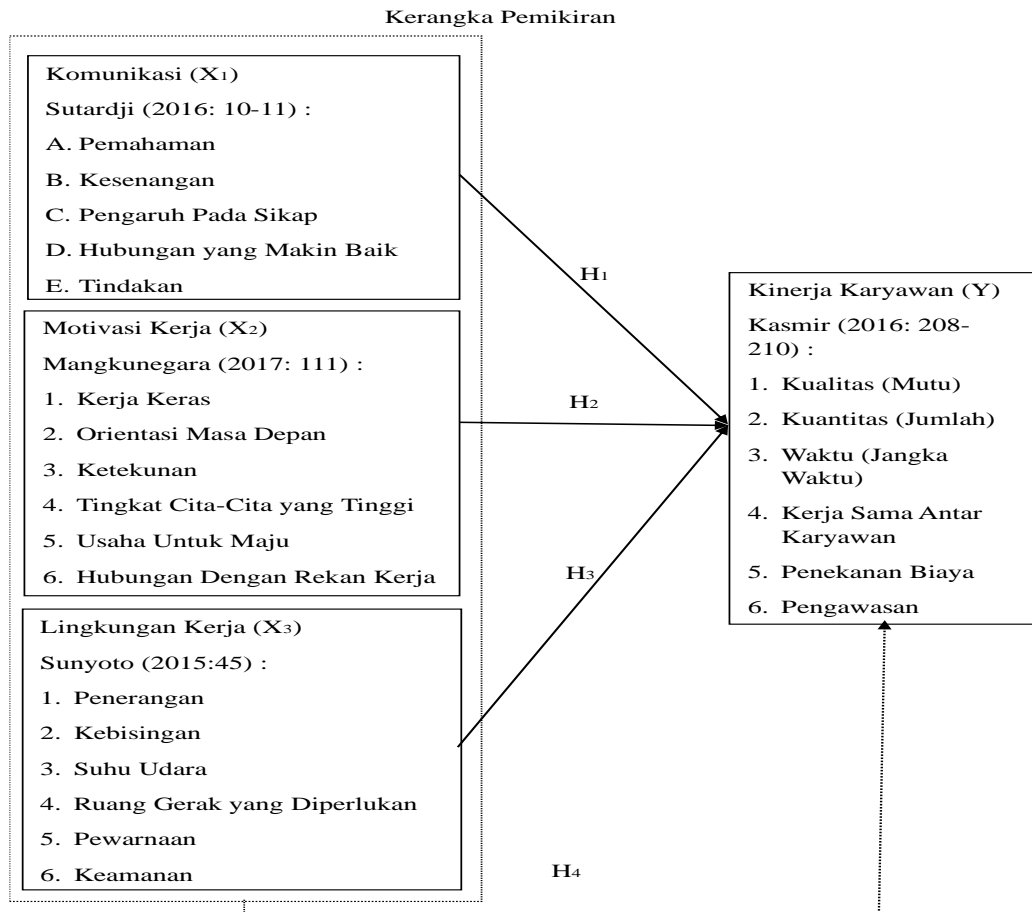 Kerangka Pemikiran
Komunikasi (X₁)
Sutardji (2016: 10-11) :
A. Pemahaman
B. Kesenangan
C. Pengaruh Pada Sikap
D. Hubungan yang Makin Baik
E. Tindakan
Motivasi Kerja (X₂)
Mangkunegara (2017: 111) :
1. Kerja Keras
2. Orientasi Masa Depan
3. Ketekunan
4. Tingkat Cita-Cita yang Tinggi
5. Usaha Untuk Maju
6. Hubungan Dengan Rekan Kerja
Lingkungan Kerja (X₃)
Sunyoto (2015:45) :
1. Penerangan
2. Kebisingan
3. Suhu Udara
4. Ruang Gerak yang Diperlukan
5. Pewarnaan
6. Keamanan
H₁
H₂
H₃
H₄
Kinerja Karyawan (Y)
Kasmir (2016: 208-
210) :
1. Kualitas (Mutu)
2. Kuantitas (Jumlah)
3. Waktu (Jangka
Waktu)
4. Kerja Sama Antar
Karyawan
5. Penekanan Biaya
6. Pengawasan